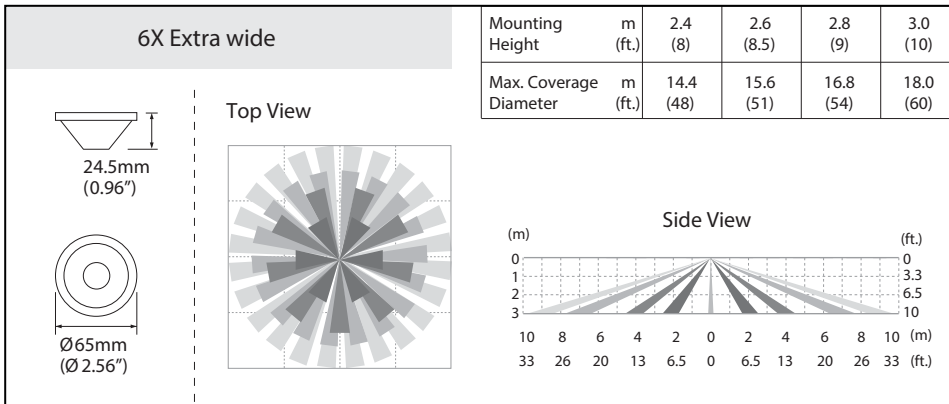 6X Extra wide
Mounting Height m (ft.) 2.4 (8) 2.6 (8.5) 2.8 (9) 3.0 (10)
Max. Coverage Diameter m (ft.) 14.4 (48) 15.6 (51) 16.8 (54) 18.0 (60)
24.5mm
(0.96”)
Ø65mm
(Ø 2.56”)
Top View
Side View
(m)
0
1
2
3
(ft.)
0
3.3
6.5
10
10 8 6 4 2 0 2 4 6 8 10 (m)
33 26 20 13 6.5 0 6.5 13 20 26 33 (ft.)